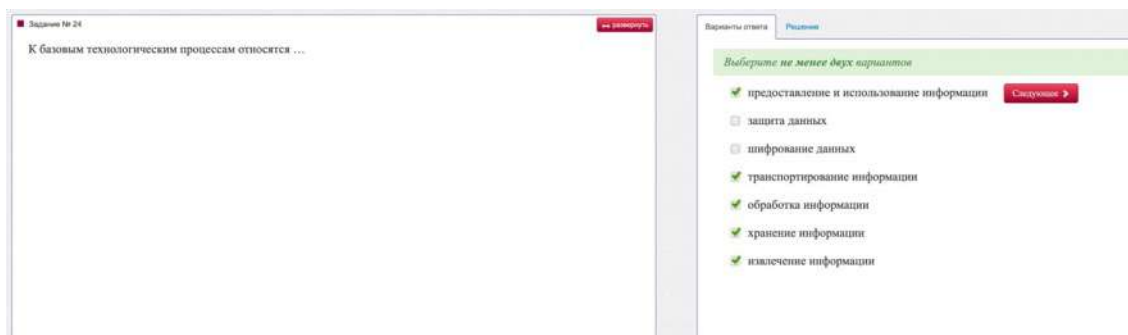 Задание № 24
развернуть
К базовым технологическим процессам относятся …
Варианты ответа
Решение
Выберите не менее двух вариантов
предоставление и использование информации
Следующее
защита данных
шифрование данных
транспортирование информации
обработка информации
хранение информации
извлечение информации